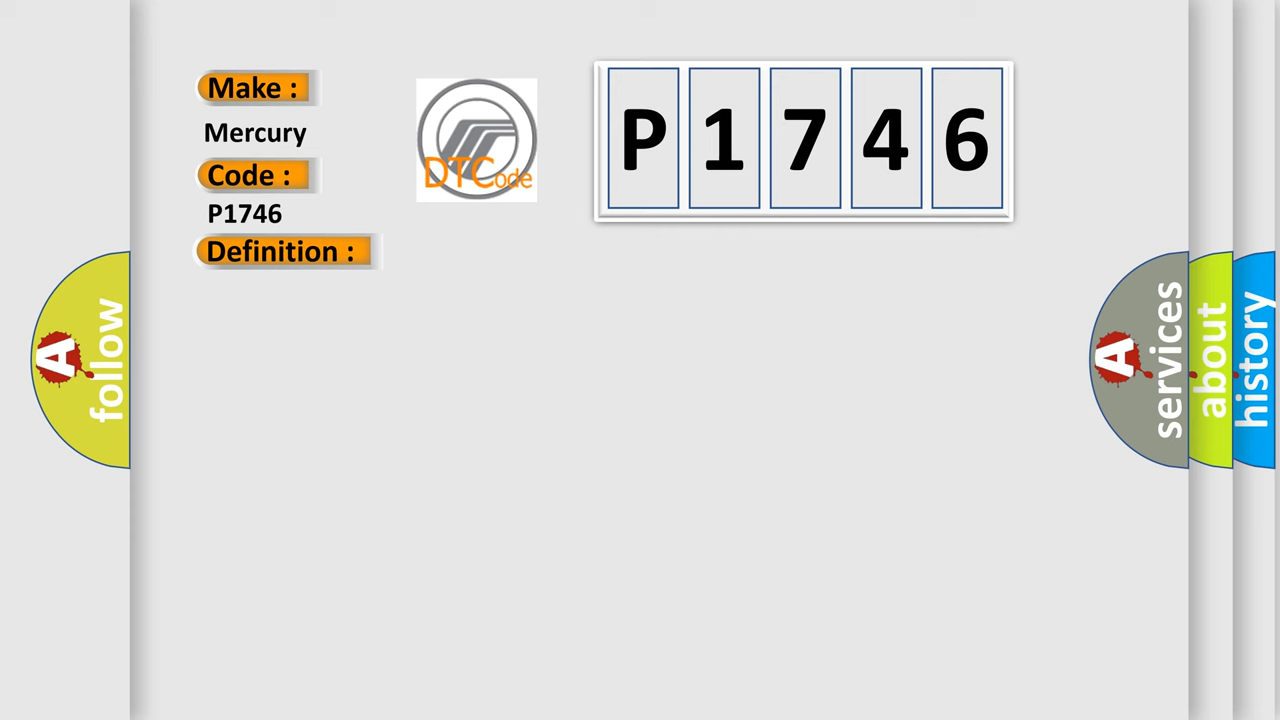 Make :
Mercury
Code :
P1746
Definition :
DTCode
P 1 7 4 6
A follow
A services
about
history